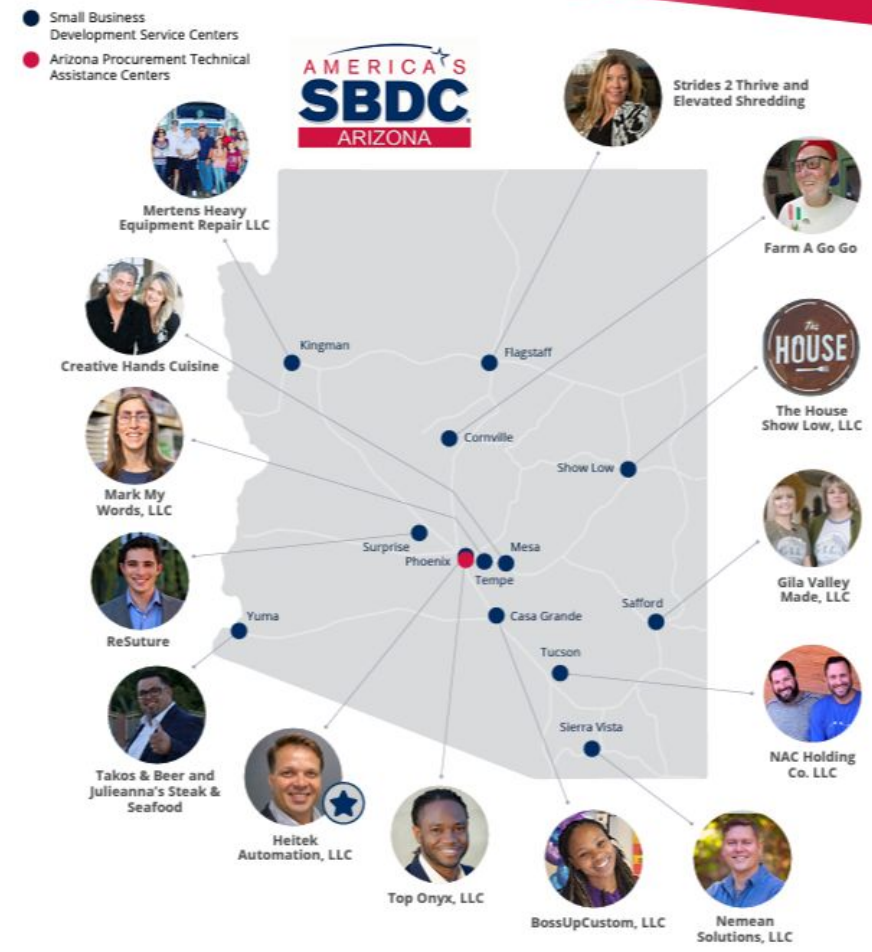 Small Business
Development Service Centers
Arizona Procurement Technical
Assistance Centers
AMERICA'S
SBDC
ARIZONA
Strides 2 Thrive and
Elevated Shredding
Mertens Heavy
Equipment Repair LLC
Farm A Go Go
Creative Hands Cuisine
Kingman
Flagstaff
The
HOUSE
The House
Show Low, LLC
Cornville
Show Low
Mark My
Words, LLC
Surprise
Phoenix
Mesa
Tempe
Gila Valley
Made, LLC
ReSuture
Yuma
Casa Grande
Safford
Tucson
Sierra Vista
NAC Holding
Co. LLC
Takos & Beer and
Julieanna's Steak &
Seafood
Heitek
Automation, LLC
Top Onyx, LLC
BossUpCustom, LLC
Nemean
Solutions, LLC